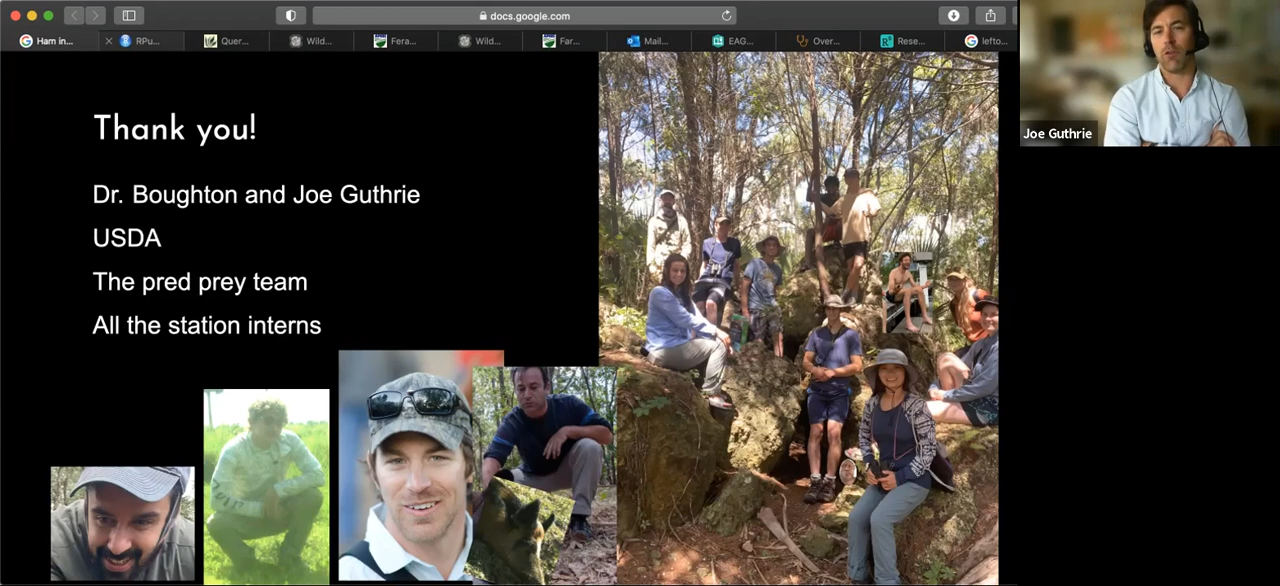 docs.google.com
Ham in...
RPu...
Quer...
Wild...
Fera...
Wild...
Far...
Mail...
EAG...
Over...
Rese...
lefto...
Thank you!
Dr. Boughton and Joe Guthrie
USDA
The pred prey team
All the station interns
Joe Guthrie